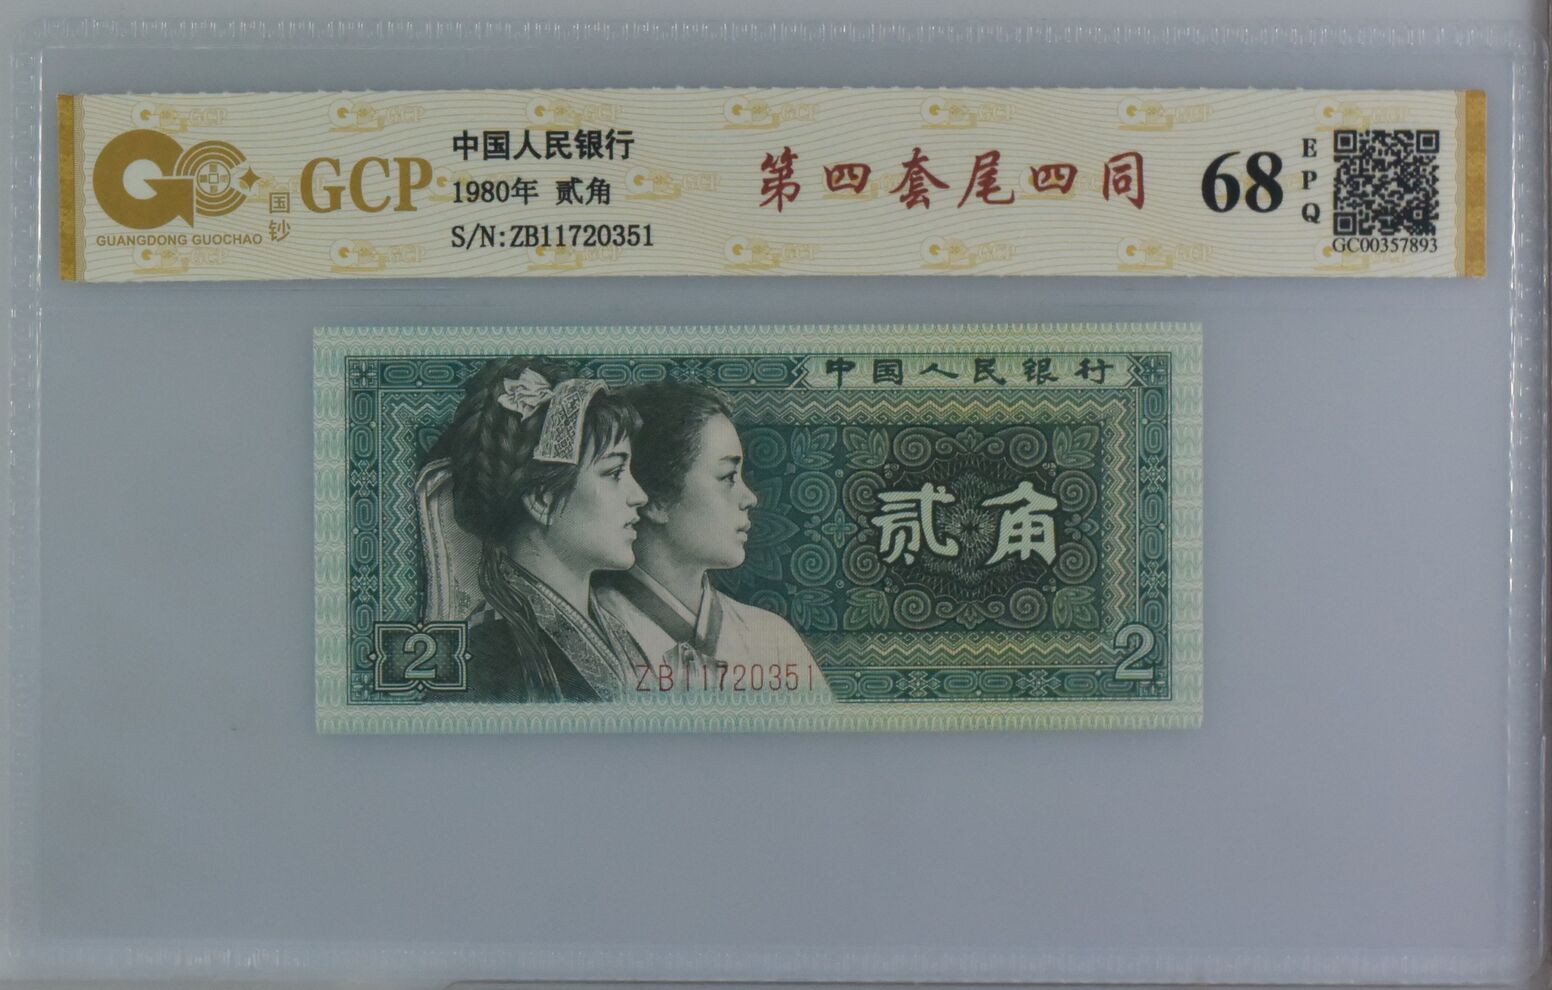 GCP
国钞
GUANGDONG GUOCHAO
中国人民银行
1980年 贰角
S/N:ZB11720351
第四套尾四同
68
EPQ
GC00357893
中国人民银行
贰角
2
2
ZB11720351